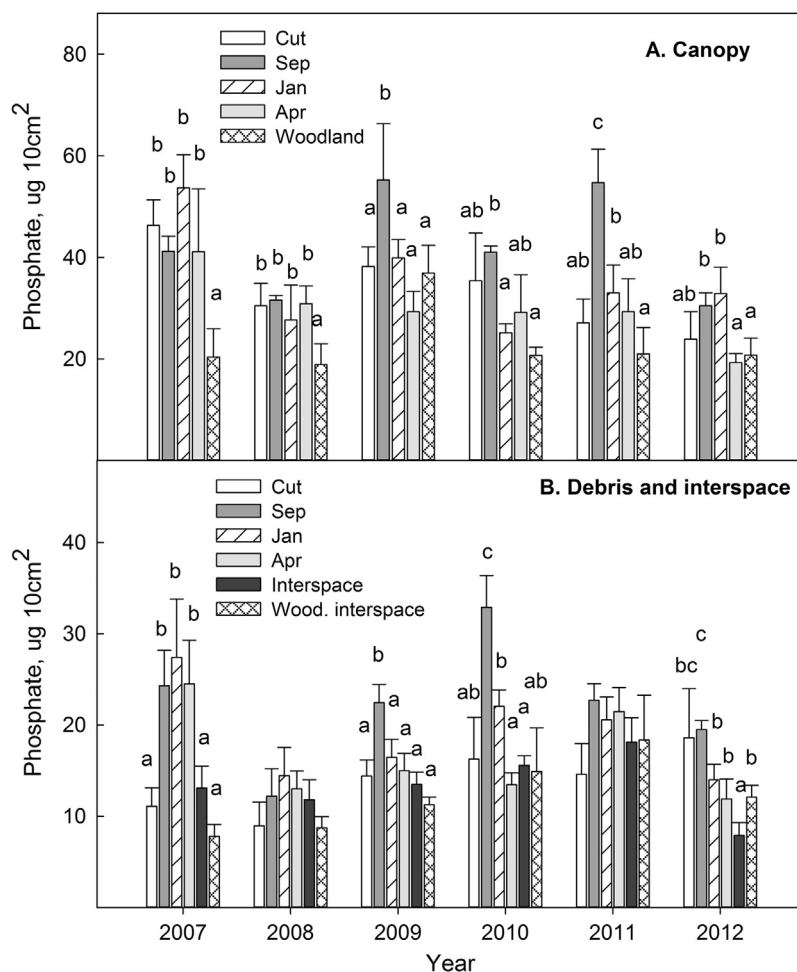 A. Canopy
Cut
Sep
Jan
Apr
Woodland
Phosphate, ug 10cm2
80
60
40
20
b b b b a
b b b b a
a b a a a
ab b a ab a
ab c b ab a
ab b b a a
B. Debris and interspace
Cut
Sep
Jan
Apr
Interspace
Wood. interspace
Phosphate, ug 10cm2
40
30
20
10
a b b b a a
a b a a a a
ab c b a a ab
bc c b b a b
2007 2008 2009 2010 2011 2012
Year